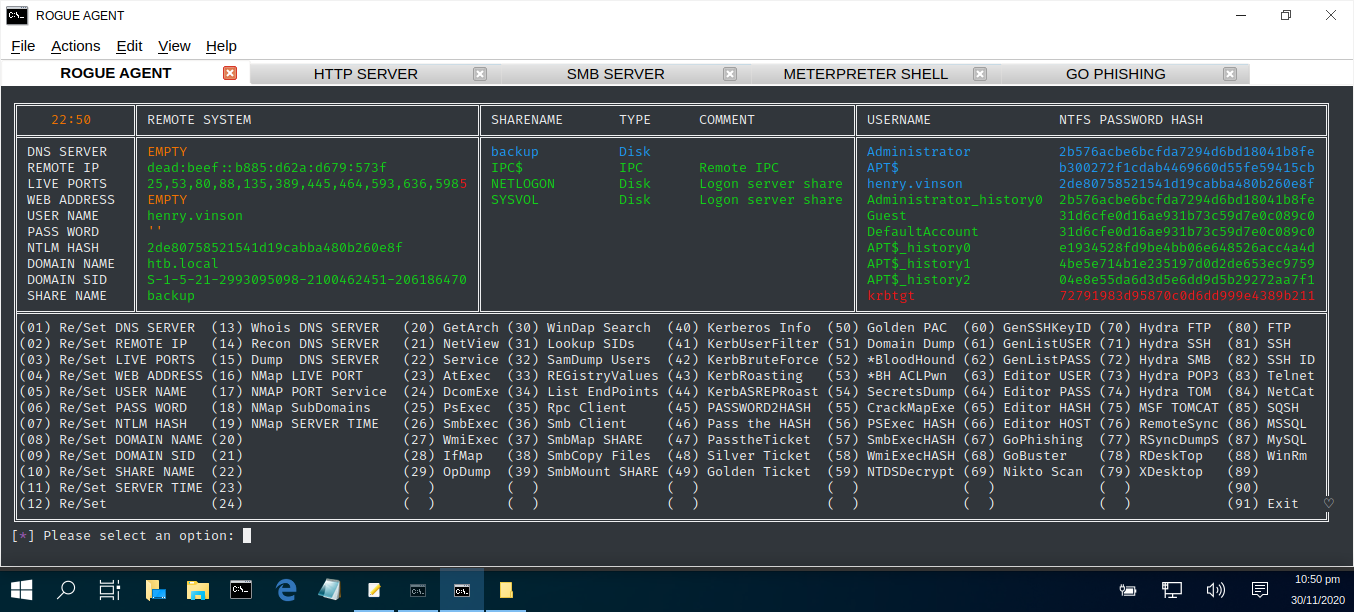 ROGUE AGENT
File Actions Edit View Help
ROGUE AGENT HTTP SERVER SMB SERVER METERPRETER SHELL GO PHISHING
22:50 REMOTE SYSTEM SHARENAME TYPE COMMENT USERNAME NTFS PASSWORD HASH
DNS SERVER EMPTY backup Disk Administrator 2b576acbe6bcfda7294d6bd18041b8fe
REMOTE IP dead:beef::b885:d62a:d679:573f IPC$ IPC Remote IPC APT$ b300272f1cdab4469660d55fe59415cb
LIVE PORTS 25,53,80,88,135,389,445,464,593,636,5985 NETLOGON Disk Logon server share henry.vinson 2de80758521541d19cabba480b260e8f
WEB ADDRESS EMPTY SYSVOL Disk Logon server share Administrator_history0 2b576acbe6bcfda7294d6bd18041b8fe
USER NAME henry.vinson Guest 31d6cfe0d16ae931b73c59d7e0c089c0
PASS WORD '' DefaultAccount 31d6cfe0d16ae931b73c59d7e0c089c0
NTLM HASH 2de80758521541d19cabba480b260e8f APT$_history0 e1934528fd9be4bb06e648526acc4a4d
DOMAIN NAME htb.local APT$_history1 4be5e714b1e235197d0d2de653ec9759
DOMAIN SID S-1-5-21-2993095098-2100462451-206186470 APT$_history2 04e8e55da6d3d5e6dd9d5b29272aa7f1
SHARE NAME backup krbtgt 72791983d95870c0d6dd999e4389b211
(01) Re/Set DNS SERVER (13) Whois DNS SERVER (20) GetArch (30) WinDap Search (40) Kerberos Info (50) Golden PAC (60) GenSSHKeyID (70) Hydra FTP (80) FTP
(02) Re/Set REMOTE IP (14) Recon DNS SERVER (21) NetView (31) Lookup SIDs (41) KerbUserFilter (51) Domain Dump (61) GenListUSER (71) Hydra SSH (81) SSH
(03) Re/Set LIVE PORTS (15) Dump DNS SERVER (22) Service (32) SamDump Users (42) KerbBruteForce (52) *BloodHound (62) GenListPASS (72) Hydra SMB (82) SSH ID
(04) Re/Set WEB ADDRESS (16) NMap LIVE PORT (23) AtExec (33) REGistryValues (43) KerbRoasting (53) *BH ACLPwn (63) Editor USER (73) Hydra POP3 (83) Telnet
(05) Re/Set USER NAME (17) NMAP PORT Service (24) DcomExe (34) List EndPoints (44) KerbASREPRoast (54) SecretsDump (64) Editor PASS (74) Hydra TOM (84) NetCat
(06) Re/Set PASS WORD (18) NMap SubDomains (25) PsExec (35) Rpc Client (45) PASSWORD2HASH (55) CrackMapExe (65) Editor HASH (75) MSF TOMCAT (85) SQSH
(07) Re/Set NTLM HASH (19) NMap SERVER TIME (26) SmbExec (36) Smb Client (46) Pass the HASH (56) PSExec HASH (66) Editor HOST (76) RemoteSync (86) MSSQL
(08) Re/Set DOMAIN NAME (20) (27) WmiExec (37) SmbMap SHARE (47) PasstheTicket (57) SmbExecHASH (67) GoPhishing (77) RSyncDumpS (87) MySQL
(09) Re/Set DOMAIN SID (21) (28) IfMap (38) SmbCopy Files (48) Silver Ticket (58) WmiExecHASH (68) GoBuster (78) RDeskTop (88) WinRm
(10) Re/Set SHARE NAME (22) (29) OpDump (39) SmbMount SHARE (49) Golden Ticket (59) NTDSDecrypt (69) Nikto Scan (79) XDesktop (89)
(11) Re/Set SERVER TIME (23) ( ) ( ) ( ) ( ) ( ) ( ) (90)
(12) Re/Set (24) ( ) ( ) ( ) ( ) ( ) ( ) (91) Exit
[*] Please select an option:
10:50 pm
30/11/2020